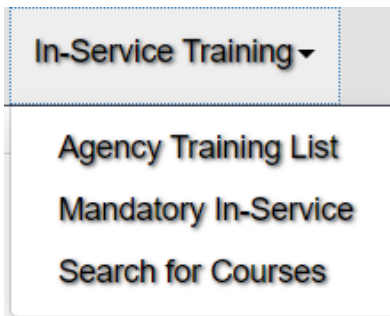 In-Service Training
Agency Training List
Mandatory In-Service
Search for Courses